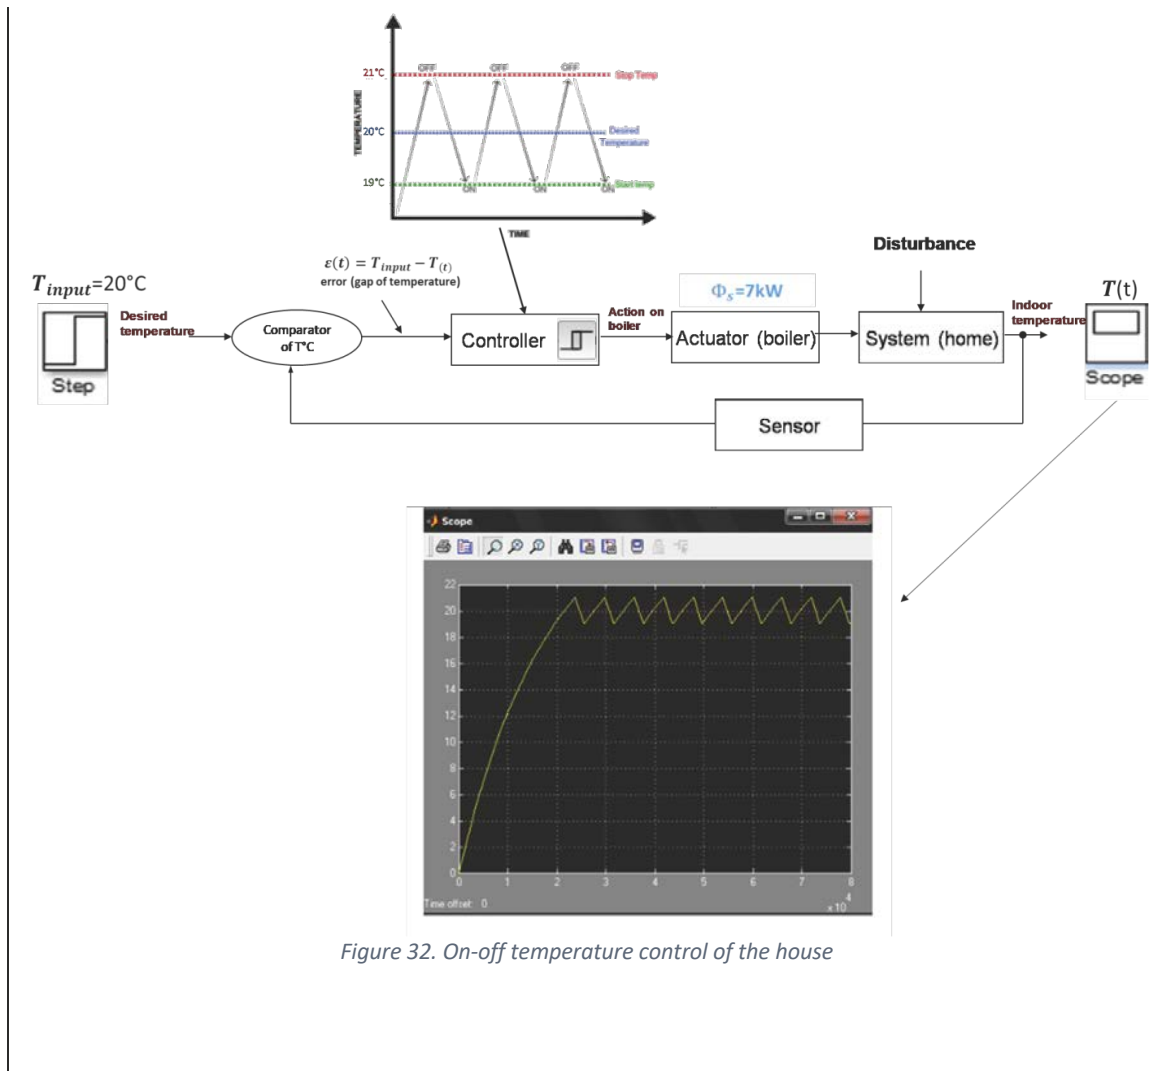 21°C
OFF
OFF
OFF
Stop Temp
TEMPERATURE
20°C
Desired
Temperature
19°C
ON
ON
ON
Start temp
TIME
Disturbance
T_input=20°C
ε(t) = T_input − T_(t)
error (gap of temperature)
Φ_s=7kW
T(t)
Desired
temperature
Comparator
of T°C
Controller
Action on
boiler
Actuator (boiler)
System (home)
Indoor
temperature
Step
Scope
Sensor
Scope
22
20
18
16
14
12
10
8
6
4
2
0
0 1 2 3 4 5 6 7 8
x 10^4
Time offset: 0
Figure 32. On-off temperature control of the house